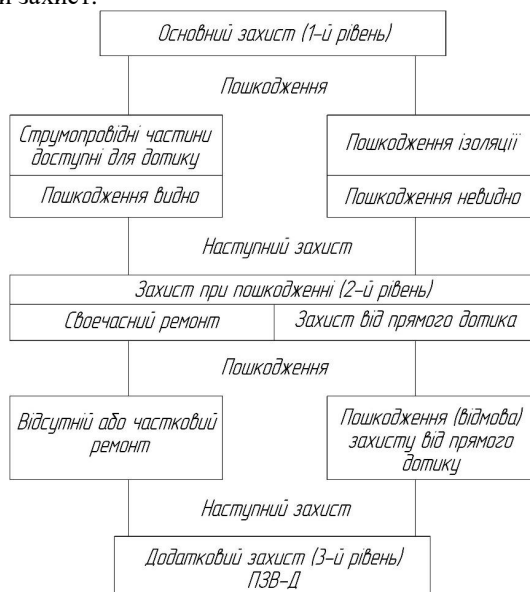 й захист.
Основний захист (1-й рівень)
Пошкодження
Струмопровідні частини
доступні для дотику
Пошкодження видно
Пошкодження ізоляції
Пошкодження невидно
Наступний захист
Захист при пошкодженні (2-й рівень)
Своечасний ремонт
Захист від прямого дотика
Пошкодження
Відсутній або частковий
ремонт
Пошкодження (відмова)
захисту від прямого
дотику
Наступний захист
Додатковий захист (3-й рівень)
ПЗВ-Д